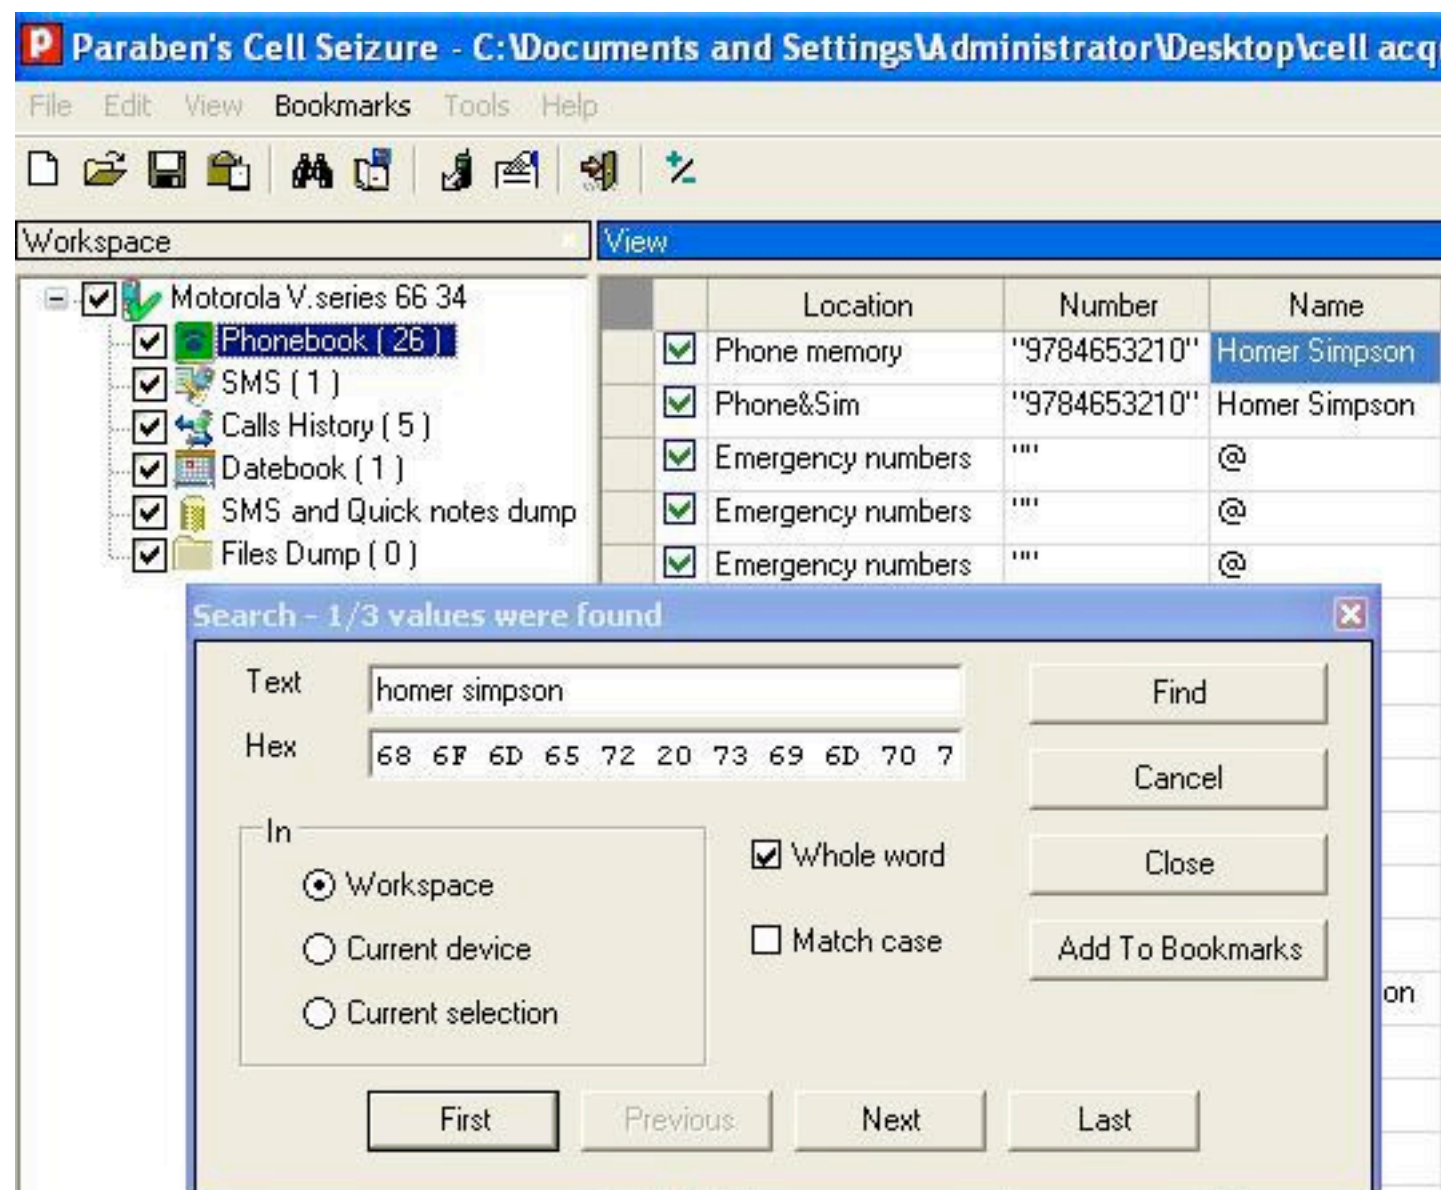 P Paraben's Cell Seizure - C:\Documents and Settings\Administrator\Desktop\cell acq
File Edit View Bookmarks Tools Help
Workspace
View
Motorola V.series 66 34
Phonebook ( 26 )
SMS ( 1 )
Calls History ( 5 )
Datebook ( 1 )
SMS and Quick notes dump
Files Dump ( 0 )
Location Number Name
Phone memory "9784653210" Homer Simpson
Phone&Sim "9784653210" Homer Simpson
Emergency numbers "" @
Emergency numbers "" @
Emergency numbers "" @
on
Search - 1/3 values were found
Text homer simpson Find
Hex 68 6F 6D 65 72 20 73 69 6D 70 7
Cancel
In
Whole word
Close
Workspace
Current device
Match case
Add To Bookmarks
Current selection
First Previous Next Last